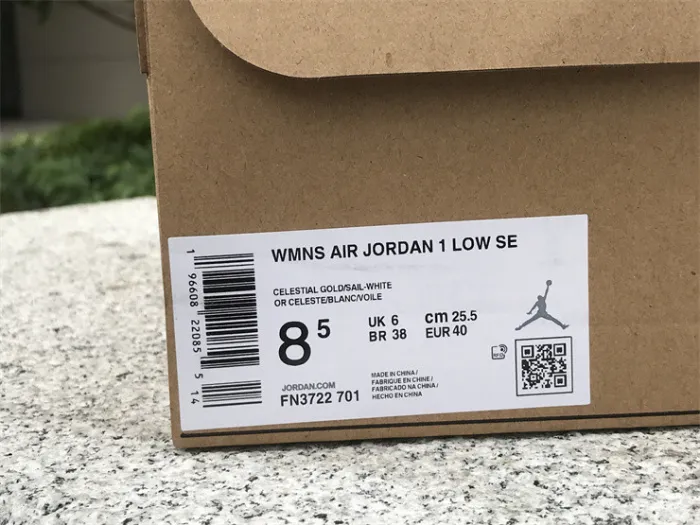 WMNS AIR JORDAN 1 LOW SE
CELESTIAL GOLD/SAIL-WHITE
OR CELESTE/BLANC/VOILE
8 5
UK 6 cm 25.5
BR 38 EUR 40
JORDAN.COM
FN3722 701
MADE IN CHINA /
FABRIQUE EN CHINE /
FABRICADO NA CHINA /
HECHO EN CHINA
1 96608 22085 5 14